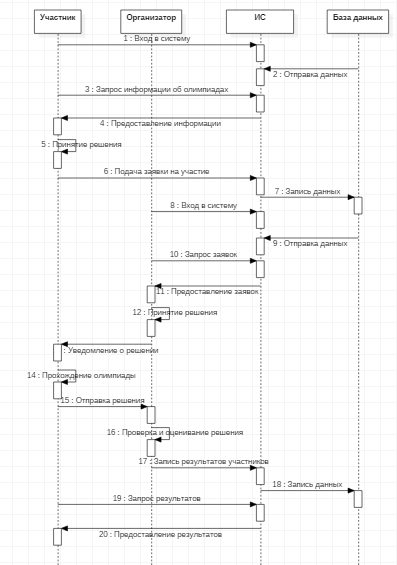 Участник
Организатор
ИС
База данных
1 : Вход в систему
2 : Отправка данных
3 : Запрос информации об олимпиадах
4 : Предоставление информации
5 : Принятие решения
6 : Подача заявки на участие
7 : Запись данных
8 : Вход в систему
9 : Отправка данных
10 : Запрос заявок
11 : Предоставление заявок
12 : Принятие решения
: Уведомление о решении
14 : Прохождение олимпиады
15 : Отправка решения
16 : Проверка и оценивание решения
17 : Запись результатов участников
18 : Запись данных
19 : Запрос результатов
20 : Предоставление результатов